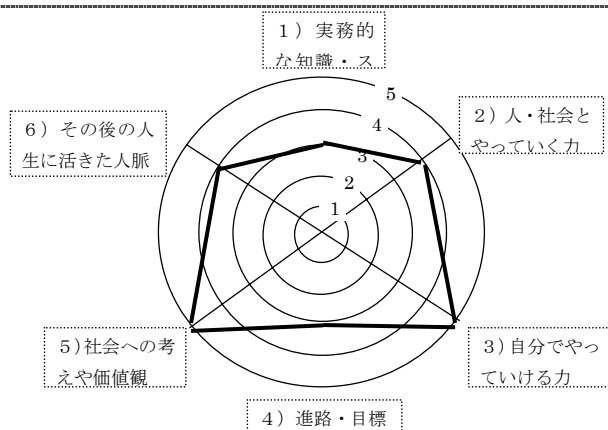 １）実務的
な知識・ス
5
4
3
2
1
２）人・社会と
やっていく力
６）その後の人
生に活きた人脈
５)社会への考
えや価値観
３)自分でやっ
ていける力
４）進路・目標